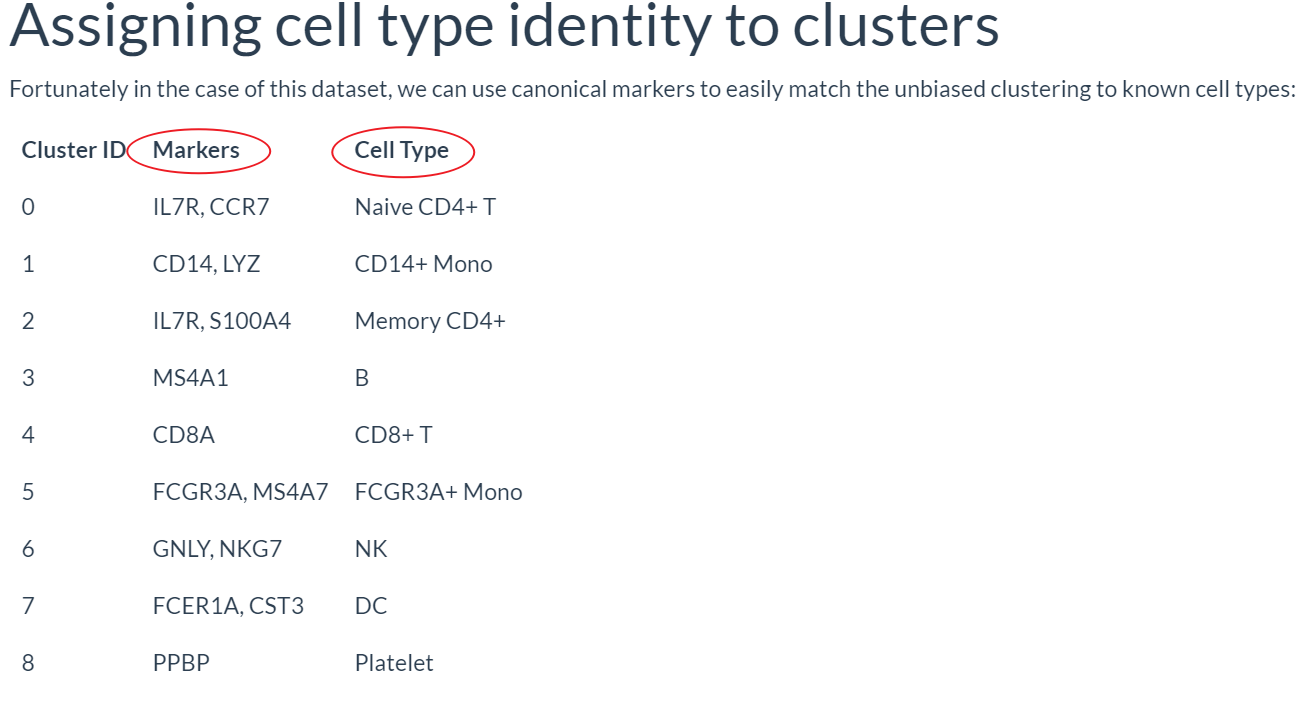 Assigning cell type identity to clusters
Fortunately in the case of this dataset, we can use canonical markers to easily match the unbiased clustering to known cell types:
Cluster ID Markers Cell Type
0 IL7R, CCR7 Naive CD4+ T
1 CD14, LYZ CD14+ Mono
2 IL7R, S100A4 Memory CD4+
3 MS4A1 B
4 CD8A CD8+ T
5 FCGR3A, MS4A7 FCGR3A+ Mono
6 GNLY, NKG7 NK
7 FCER1A, CST3 DC
8 PPBP Platelet